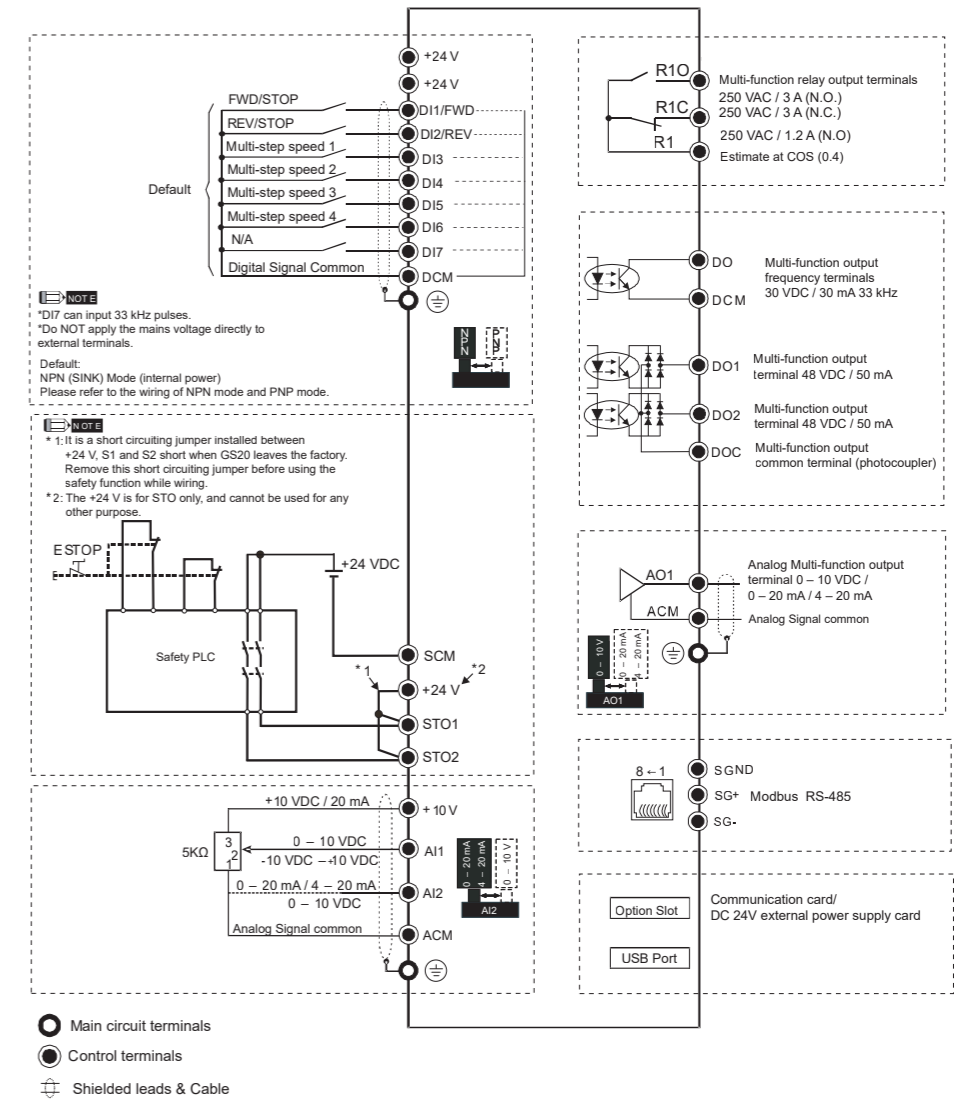 +24 V
+24 V
FWD/STOP
DI1/FWD
REV/STOP
DI2/REV
Multi-step speed 1
DI3
Multi-step speed 2
DI4
Default
Multi-step speed 3
DI5
Multi-step speed 4
DI6
N/A
DI7
Digital Signal Common
DCM
NOTE
*DI7 can input 33 kHz pulses.
*Do NOT apply the mains voltage directly to
external terminals.
Default:
NPN (SINK) Mode (internal power)
Please refer to the wiring of NPN mode and PNP mode.
NPN
PNP
NOTE
* 1: It is a short circuiting jumper installed between
+24 V, S1 and S2 short when GS20 leaves the factory.
Remove this short circuiting jumper before using the
safety function while wiring.
*2: The +24 V is for STO only, and cannot be used for any
other purpose.
ESTOP
+24 VDC
Safety PLC
SCM
*1
+24 V
*2
STO1
STO2
+10 VDC / 20 mA
+10V
5KΩ
3
2
1
0 – 10 VDC
-10 VDC –+10 VDC
AI1
0 – 20 mA / 4 – 20 mA
0 – 10 VDC
AI2
Analog Signal common
ACM
0 – 20 mA
4 – 20 mA
0 – 10 V
AI2
R1O
Multi-function relay output terminals
250 VAC / 3 A (N.O.)
R1C
250 VAC / 3 A (N.C.)
R1
250 VAC / 1.2 A (N.O)
Estimate at COS (0.4)
DO
DCM
Multi-function output
frequency terminals
30 VDC / 30 mA 33 kHz
DO1
Multi-function output
terminal 48 VDC / 50 mA
DO2
Multi-function output
terminal 48 VDC / 50 mA
DOC
Multi-function output
common terminal (photocoupler)
AO1
Analog Multi-function output
terminal 0 – 10 VDC /
0 – 20 mA / 4 – 20 mA
ACM
Analog Signal common
0 – 10 V
0 – 20 mA
4 – 20 mA
AO1
8 ← 1
SGND
SG+
Modbus RS-485
SG-
Option Slot
Communication card/
DC 24V external power supply card
USB Port
Main circuit terminals
Control terminals
Shielded leads & Cable